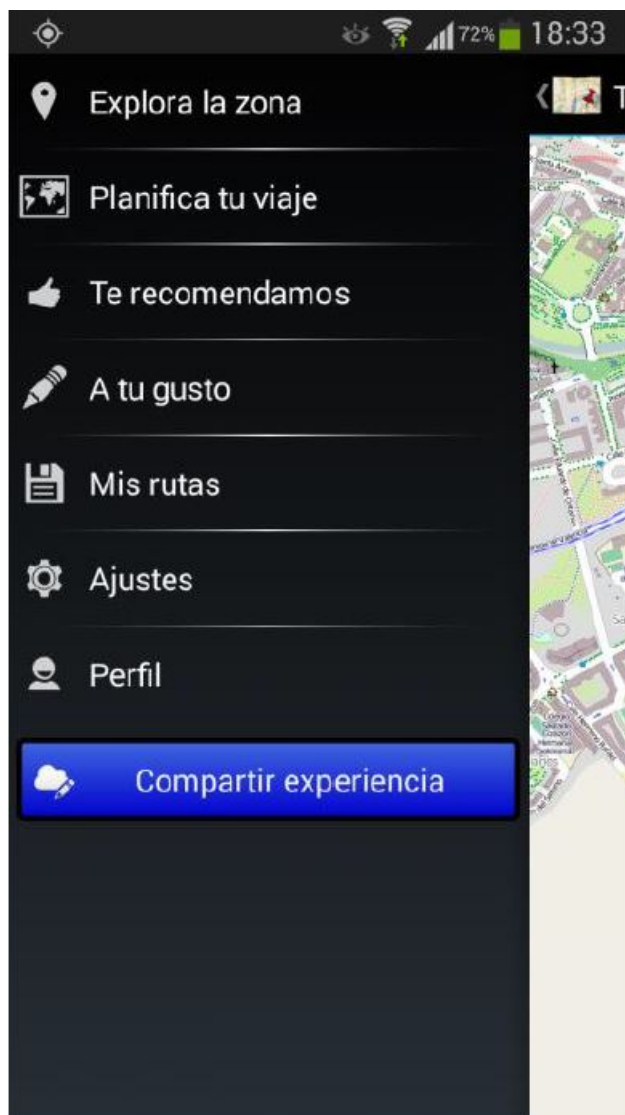 72% 18:33
Explora la zona
T
Planifica tu viaje
Te recomendamos
A tu gusto
Mis rutas
Ajustes
Perfil
Compartir experiencia